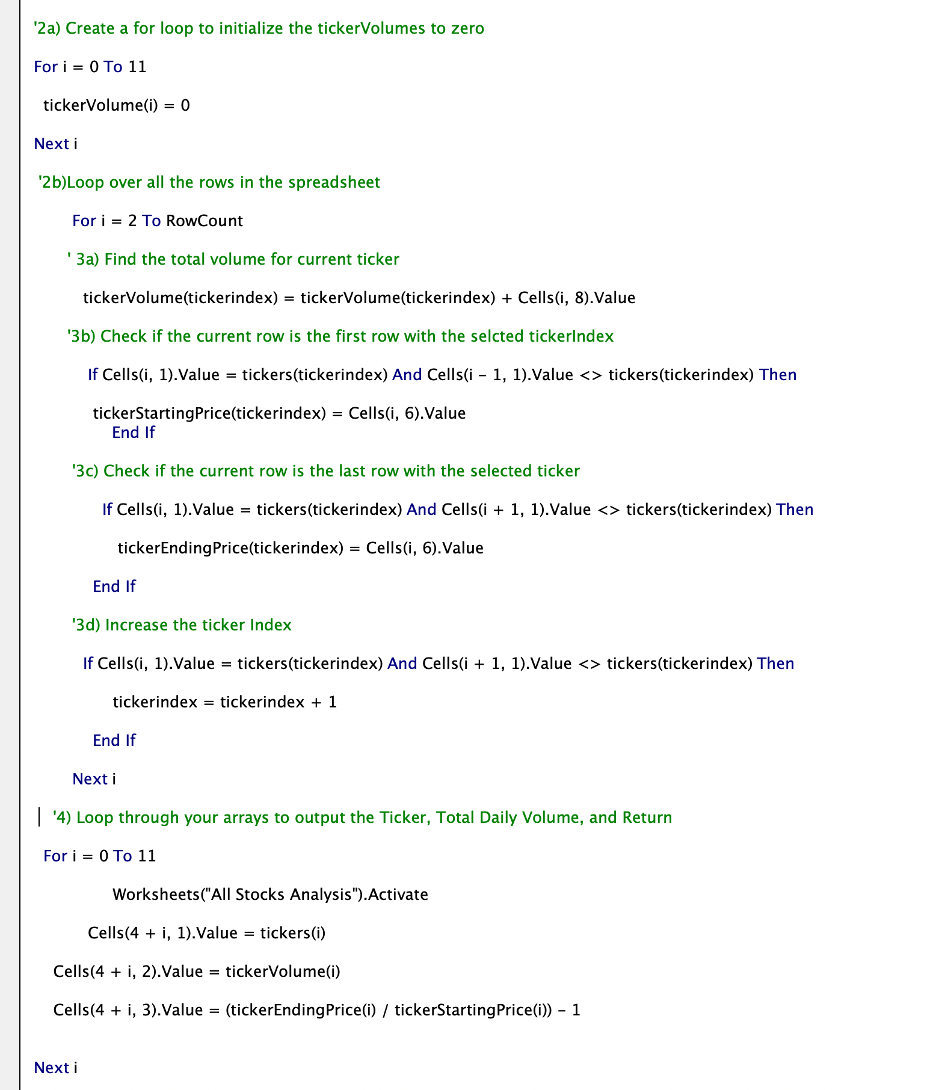 '2a) Create a for loop to initialize the tickerVolumes to zero
For i = 0 To 11
tickerVolume(i) = 0
Next i
'2b)Loop over all the rows in the spreadsheet
For i = 2 To RowCount
' 3a) Find the total volume for current ticker
tickerVolume(tickerindex) = tickerVolume(tickerindex) + Cells(i, 8).Value
'3b) Check if the current row is the first row with the selcted tickerIndex
If Cells(i, 1).Value = tickers(tickerindex) And Cells(i - 1, 1).Value <> tickers(tickerindex) Then
tickerStartingPrice(tickerindex) = Cells(i, 6).Value
End If
'3c) Check if the current row is the last row with the selected ticker
If Cells(i, 1).Value = tickers(tickerindex) And Cells(i + 1, 1).Value <> tickers(tickerindex) Then
tickerEndingPrice(tickerindex) = Cells(i, 6).Value
End If
'3d) Increase the ticker Index
If Cells(i, 1).Value = tickers(tickerindex) And Cells(i + 1, 1).Value <> tickers(tickerindex) Then
tickerindex = tickerindex + 1
End If
Next i
'4) Loop through your arrays to output the Ticker, Total Daily Volume, and Return
For i = 0 To 11
Worksheets("All Stocks Analysis").Activate
Cells(4 + i, 1).Value = tickers(i)
Cells(4 + i, 2).Value = tickerVolume(i)
Cells(4 + i, 3).Value = (tickerEndingPrice(i) / tickerStartingPrice(i)) - 1
Next i